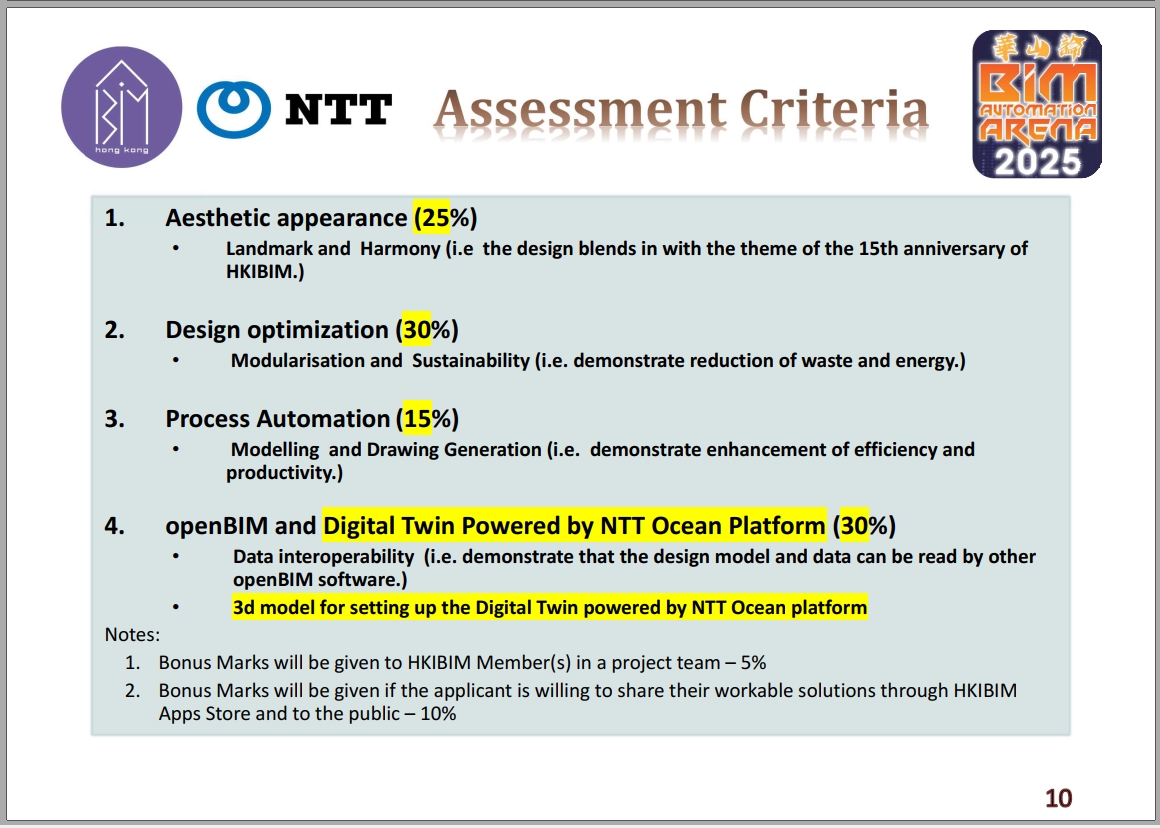 BIM
hong kong
NTT
Assessment Criteria
華山論
BiM
AUTOMATION
ARENA
2025
1. Aesthetic appearance (25%)
• Landmark and Harmony (i.e the design blends in with the theme of the 15th anniversary of
HKIBIM.)
2. Design optimization (30%)
• Modularisation and Sustainability (i.e. demonstrate reduction of waste and energy.)
3. Process Automation (15%)
• Modelling and Drawing Generation (i.e. demonstrate enhancement of efficiency and
productivity.)
4. openBIM and Digital Twin Powered by NTT Ocean Platform (30%)
• Data interoperability (i.e. demonstrate that the design model and data can be read by other
openBIM software.)
• 3d model for setting up the Digital Twin powered by NTT Ocean platform
Notes:
1. Bonus Marks will be given to HKIBIM Member(s) in a project team – 5%
2. Bonus Marks will be given if the applicant is willing to share their workable solutions through HKIBIM
Apps Store and to the public – 10%
10